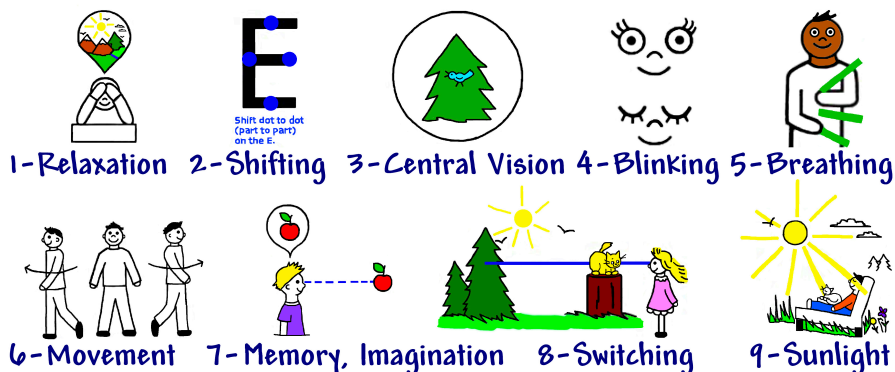 Shift dot to dot
(part to part)
on the E.
1-Relaxation 2-Shifting 3-Central Vision 4-Blinking 5-Breathing
6-Movement 7-Memory, Imagination 8-Switching 9-Sunlight